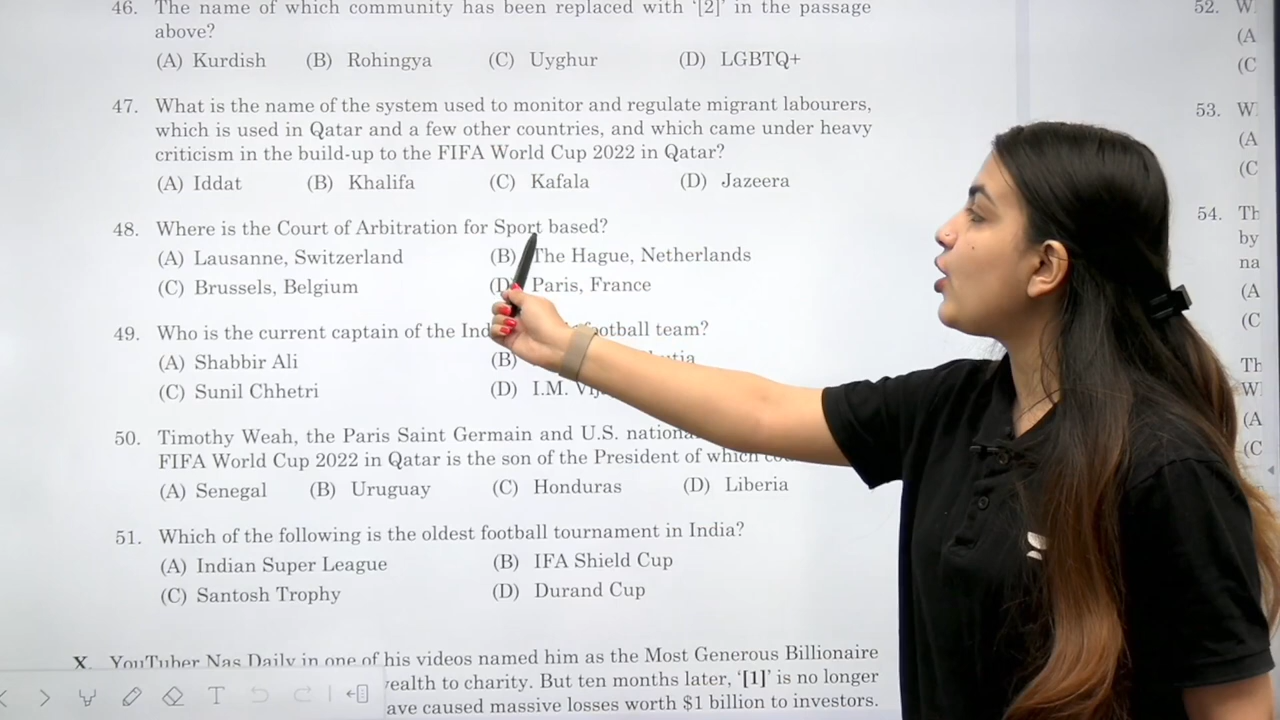 46. The name of which community has been replaced with '[2]' in the passage
above?
(A) Kurdish (B) Rohingya (C) Uyghur (D) LGBTQ+
47. What is the name of the system used to monitor and regulate migrant labourers,
which is used in Qatar and a few other countries, and which came under heavy
criticism in the build-up to the FIFA World Cup 2022 in Qatar?
(A) Iddat (B) Khalifa (C) Kafala (D) Jazeera
48. Where is the Court of Arbitration for Sport based?
(A) Lausanne, Switzerland (B) The Hague, Netherlands
(C) Brussels, Belgium (D) Paris, France
49. Who is the current captain of the football team?
(A) Shabbir Ali (B)
(C) Sunil Chhetri (D) I.M.
50. Timothy Weah, the Paris Saint Germain and U.S.
FIFA World Cup 2022 in Qatar is the son of the President of which
(A) Senegal (B) Uruguay (C) Honduras (D) Liberia
51. Which of the following is the oldest football tournament in India?
(A) Indian Super League (B) IFA Shield Cup
(C) Santosh Trophy (D) Durand Cup
X. YouTuber Nas Daily in one of his videos named him as the Most Generous Billionaire
to charity. But ten months later, '[1]' is no longer
caused massive losses worth $1 billion to investors.
52.
(A
(C
53.
(A
(C
54.
by
(A
(C
(A
(C
T